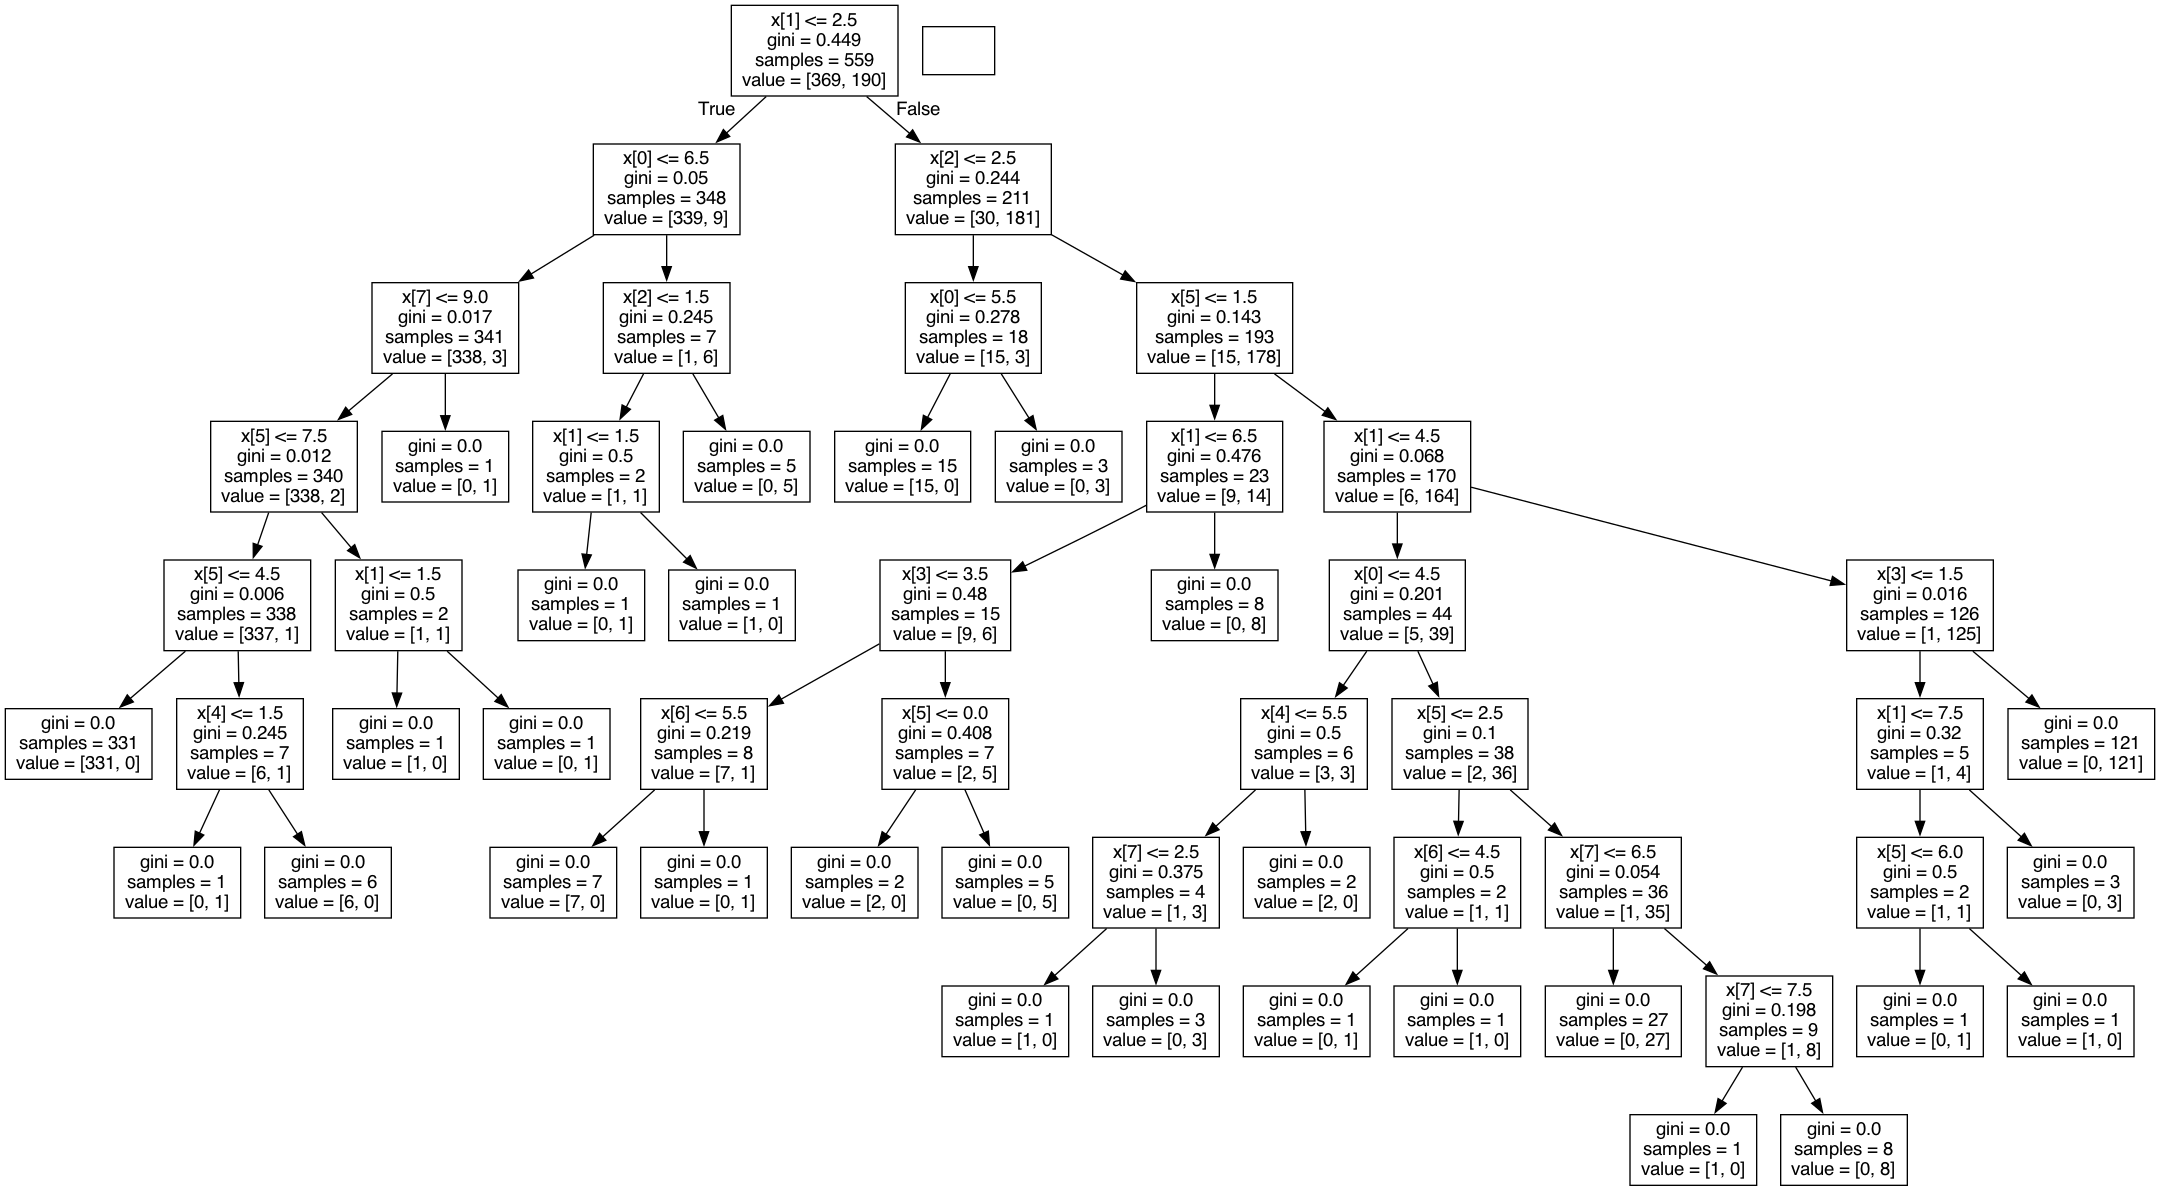 x[1] <= 2.5
gini = 0.449
samples = 559
value = [369, 190]
True
False
x[0] <= 6.5
gini = 0.05
samples = 348
value = [339, 9]
x[2] <= 2.5
gini = 0.244
samples = 211
value = [30, 181]
x[7] <= 9.0
gini = 0.017
samples = 341
value = [338, 3]
x[2] <= 1.5
gini = 0.245
samples = 7
value = [1, 6]
x[0] <= 5.5
gini = 0.278
samples = 18
value = [15, 3]
x[5] <= 1.5
gini = 0.143
samples = 193
value = [15, 178]
x[5] <= 7.5
gini = 0.012
samples = 340
value = [338, 2]
gini = 0.0
samples = 1
value = [0, 1]
x[1] <= 1.5
gini = 0.5
samples = 2
value = [1, 1]
gini = 0.0
samples = 5
value = [0, 5]
gini = 0.0
samples = 15
value = [15, 0]
gini = 0.0
samples = 3
value = [0, 3]
x[1] <= 6.5
gini = 0.476
samples = 23
value = [9, 14]
x[1] <= 4.5
gini = 0.068
samples = 170
value = [6, 164]
x[5] <= 4.5
gini = 0.006
samples = 338
value = [337, 1]
x[1] <= 1.5
gini = 0.5
samples = 2
value = [1, 1]
gini = 0.0
samples = 1
value = [0, 1]
gini = 0.0
samples = 1
value = [1, 0]
x[3] <= 3.5
gini = 0.48
samples = 15
value = [9, 6]
gini = 0.0
samples = 8
value = [0, 8]
x[0] <= 4.5
gini = 0.201
samples = 44
value = [5, 39]
x[3] <= 1.5
gini = 0.016
samples = 126
value = [1, 125]
gini = 0.0
samples = 331
value = [331, 0]
x[4] <= 1.5
gini = 0.245
samples = 7
value = [6, 1]
gini = 0.0
samples = 1
value = [1, 0]
gini = 0.0
samples = 1
value = [0, 1]
x[6] <= 5.5
gini = 0.219
samples = 8
value = [7, 1]
x[5] <= 0.0
gini = 0.408
samples = 7
value = [2, 5]
x[4] <= 5.5
gini = 0.5
samples = 6
value = [3, 3]
x[5] <= 2.5
gini = 0.1
samples = 38
value = [2, 36]
x[1] <= 7.5
gini = 0.32
samples = 5
value = [1, 4]
gini = 0.0
samples = 121
value = [0, 121]
gini = 0.0
samples = 1
value = [0, 1]
gini = 0.0
samples = 6
value = [6, 0]
gini = 0.0
samples = 7
value = [7, 0]
gini = 0.0
samples = 1
value = [0, 1]
gini = 0.0
samples = 2
value = [2, 0]
gini = 0.0
samples = 5
value = [0, 5]
x[7] <= 2.5
gini = 0.375
samples = 4
value = [1, 3]
gini = 0.0
samples = 2
value = [2, 0]
x[6] <= 4.5
gini = 0.5
samples = 2
value = [1, 1]
x[7] <= 6.5
gini = 0.054
samples = 36
value = [1, 35]
x[5] <= 6.0
gini = 0.5
samples = 2
value = [1, 1]
gini = 0.0
samples = 3
value = [0, 3]
gini = 0.0
samples = 1
value = [1, 0]
gini = 0.0
samples = 3
value = [0, 3]
gini = 0.0
samples = 1
value = [0, 1]
gini = 0.0
samples = 1
value = [1, 0]
gini = 0.0
samples = 27
value = [0, 27]
x[7] <= 7.5
gini = 0.198
samples = 9
value = [1, 8]
gini = 0.0
samples = 1
value = [0, 1]
gini = 0.0
samples = 1
value = [1, 0]
gini = 0.0
samples = 1
value = [1, 0]
gini = 0.0
samples = 8
value = [0, 8]